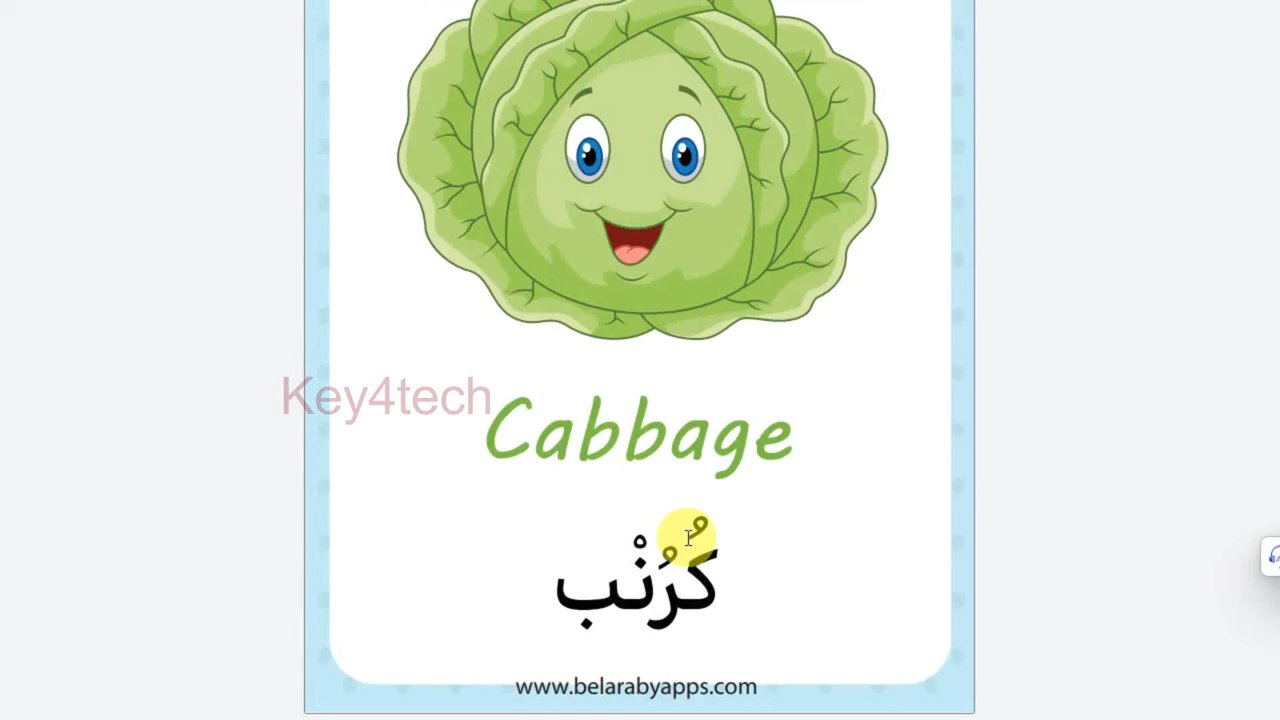 Key4tech
Cabbage
كُرُنْب
www.belarabyapps.com